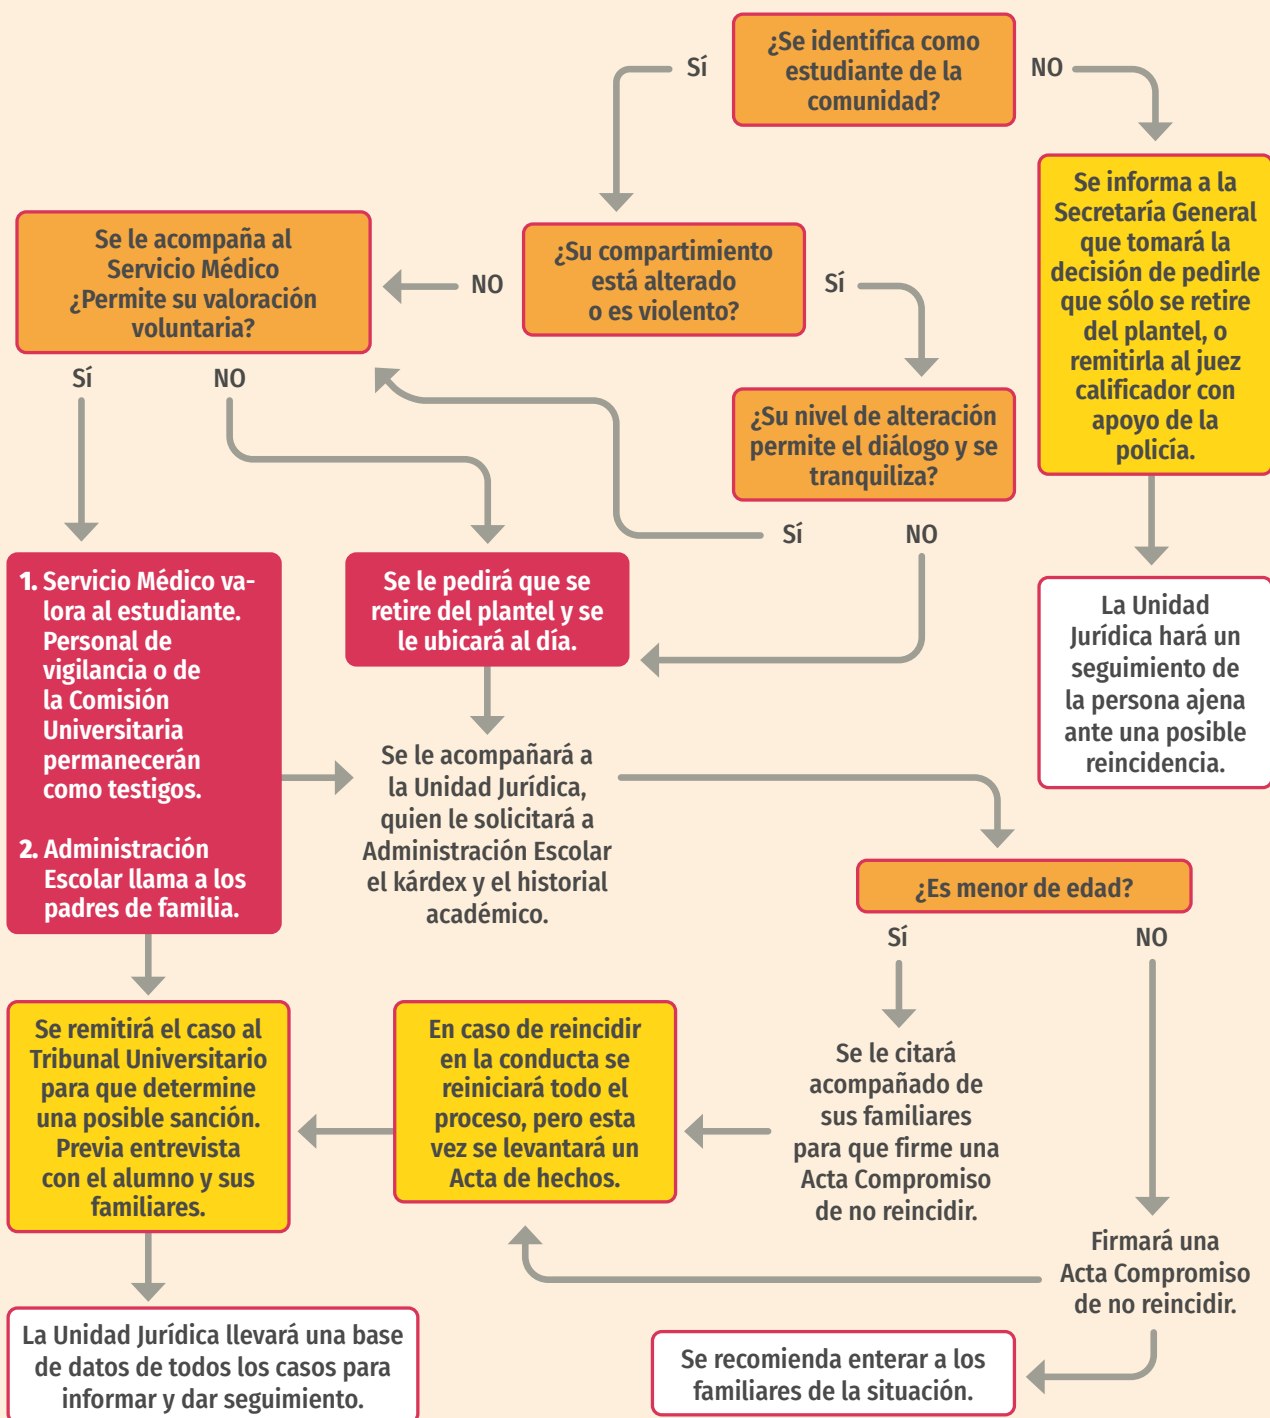 ¿Se identifica como
estudiante de la
comunidad?
Sí
NO
Se informa a la
Secretaría General
que tomará la
decisión de pedirle
que sólo se retire
del plantel, o
remitirla al juez
calificador con
apoyo de la
policía.
Se le acompaña al
Servicio Médico
¿Permite su valoración
voluntaria?
NO
¿Su compartimiento
está alterado
o es violento?
Sí
Sí
NO
¿Su nivel de alteración
permite el diálogo y se
tranquiliza?
Sí
NO
1. Servicio Médico va-
lora al estudiante.
Personal de
vigilancia o de
la Comisión
Universitaria
permanecerán
como testigos.
2. Administración
Escolar llama a los
padres de familia.
Se le pedirá que se
retire del plantel y se
le ubicará al día.
La Unidad
Jurídica hará un
seguimiento de
la persona ajena
ante una posible
reincidencia.
Se le acompañará a
la Unidad Jurídica,
quien le solicitará a
Administración Escolar
el kárdex y el historial
académico.
¿Es menor de edad?
Sí
NO
Se remitirá el caso al
Tribunal Universitario
para que determine
una posible sanción.
Previa entrevista
con el alumno y sus
familiares.
En caso de reincidir
en la conducta se
reiniciará todo el
proceso, pero esta
vez se levantará un
Acta de hechos.
Se le citará
acompañado de
sus familiares
para que firme una
Acta Compromiso
de no reincidir.
Firmará una
Acta Compromiso
de no reincidir.
La Unidad Jurídica llevará una base
de datos de todos los casos para
informar y dar seguimiento.
Se recomienda enterar a los
familiares de la situación.